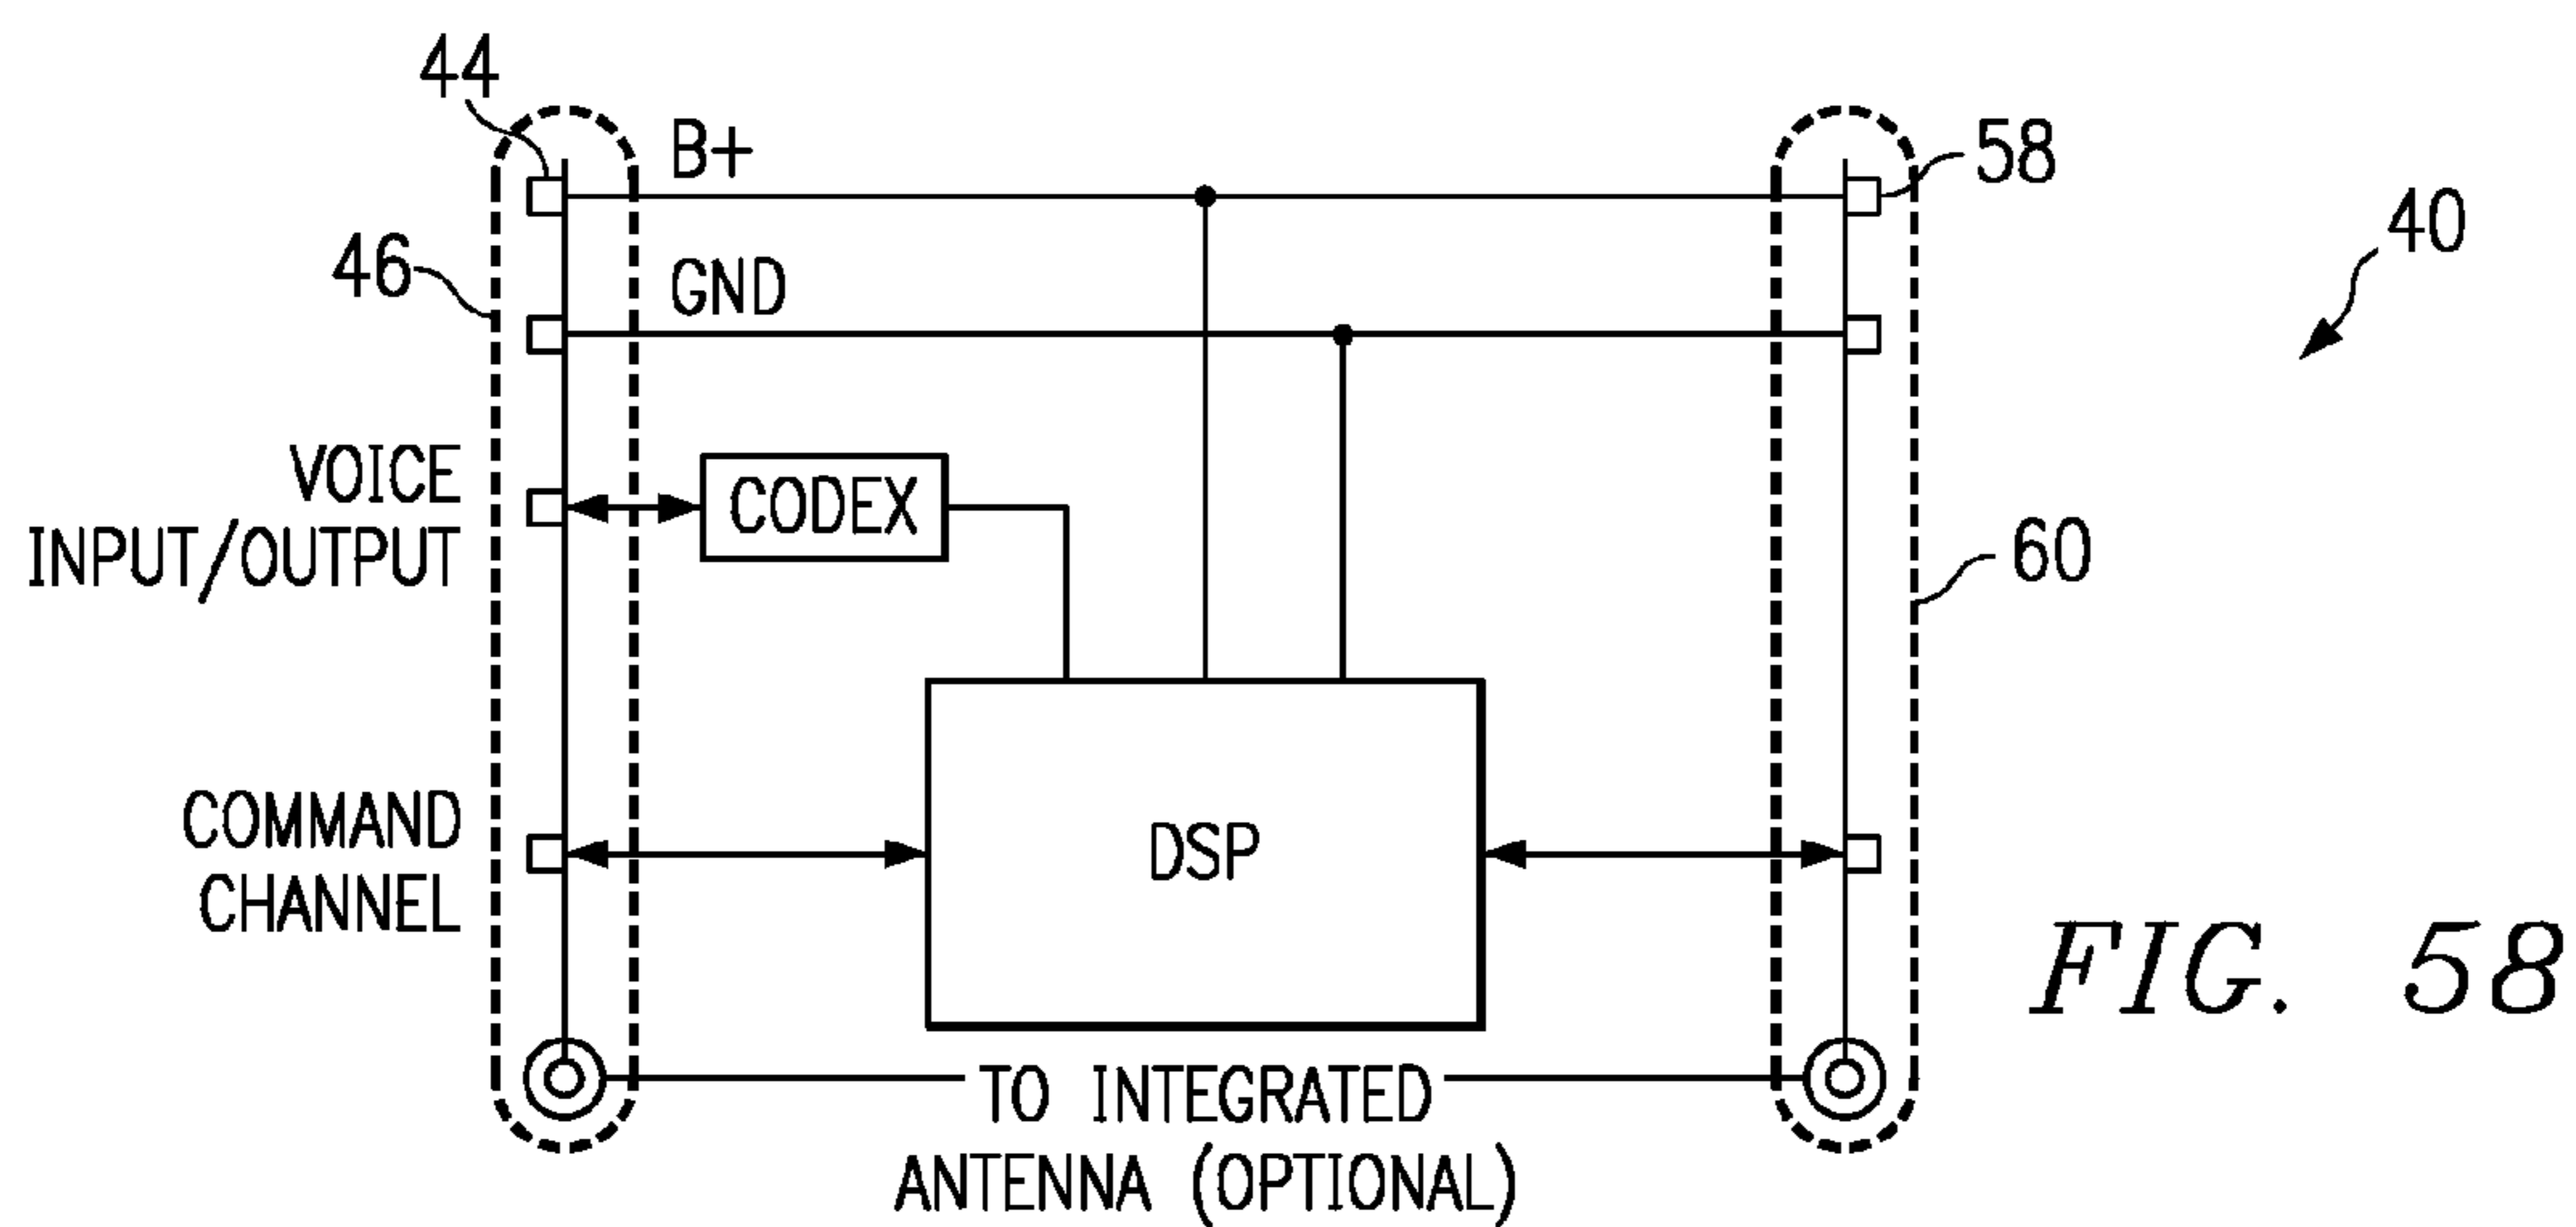 44
B+
58
40
46
GND
VOICE
INPUT/OUTPUT
CODEX
60
COMMAND
CHANNEL
DSP
FIG. 58
TO INTEGRATED
ANTENNA (OPTIONAL)